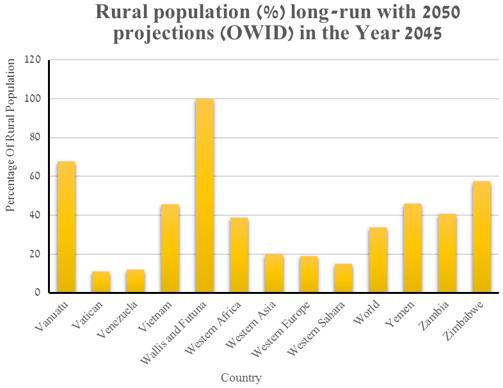 Rural population (%) long-run with 2050
projections (OWID) in the Year 2045
Percentage Of Rural Population
120
100
80
60
40
20
0
Vanuatu
Vatican
Venezuela
Vietnam
Wallis and Futuna
Western Africa
Western Asia
Western Europe
Western Sahara
World
Yemen
Zambia
Zimbabwe
Country